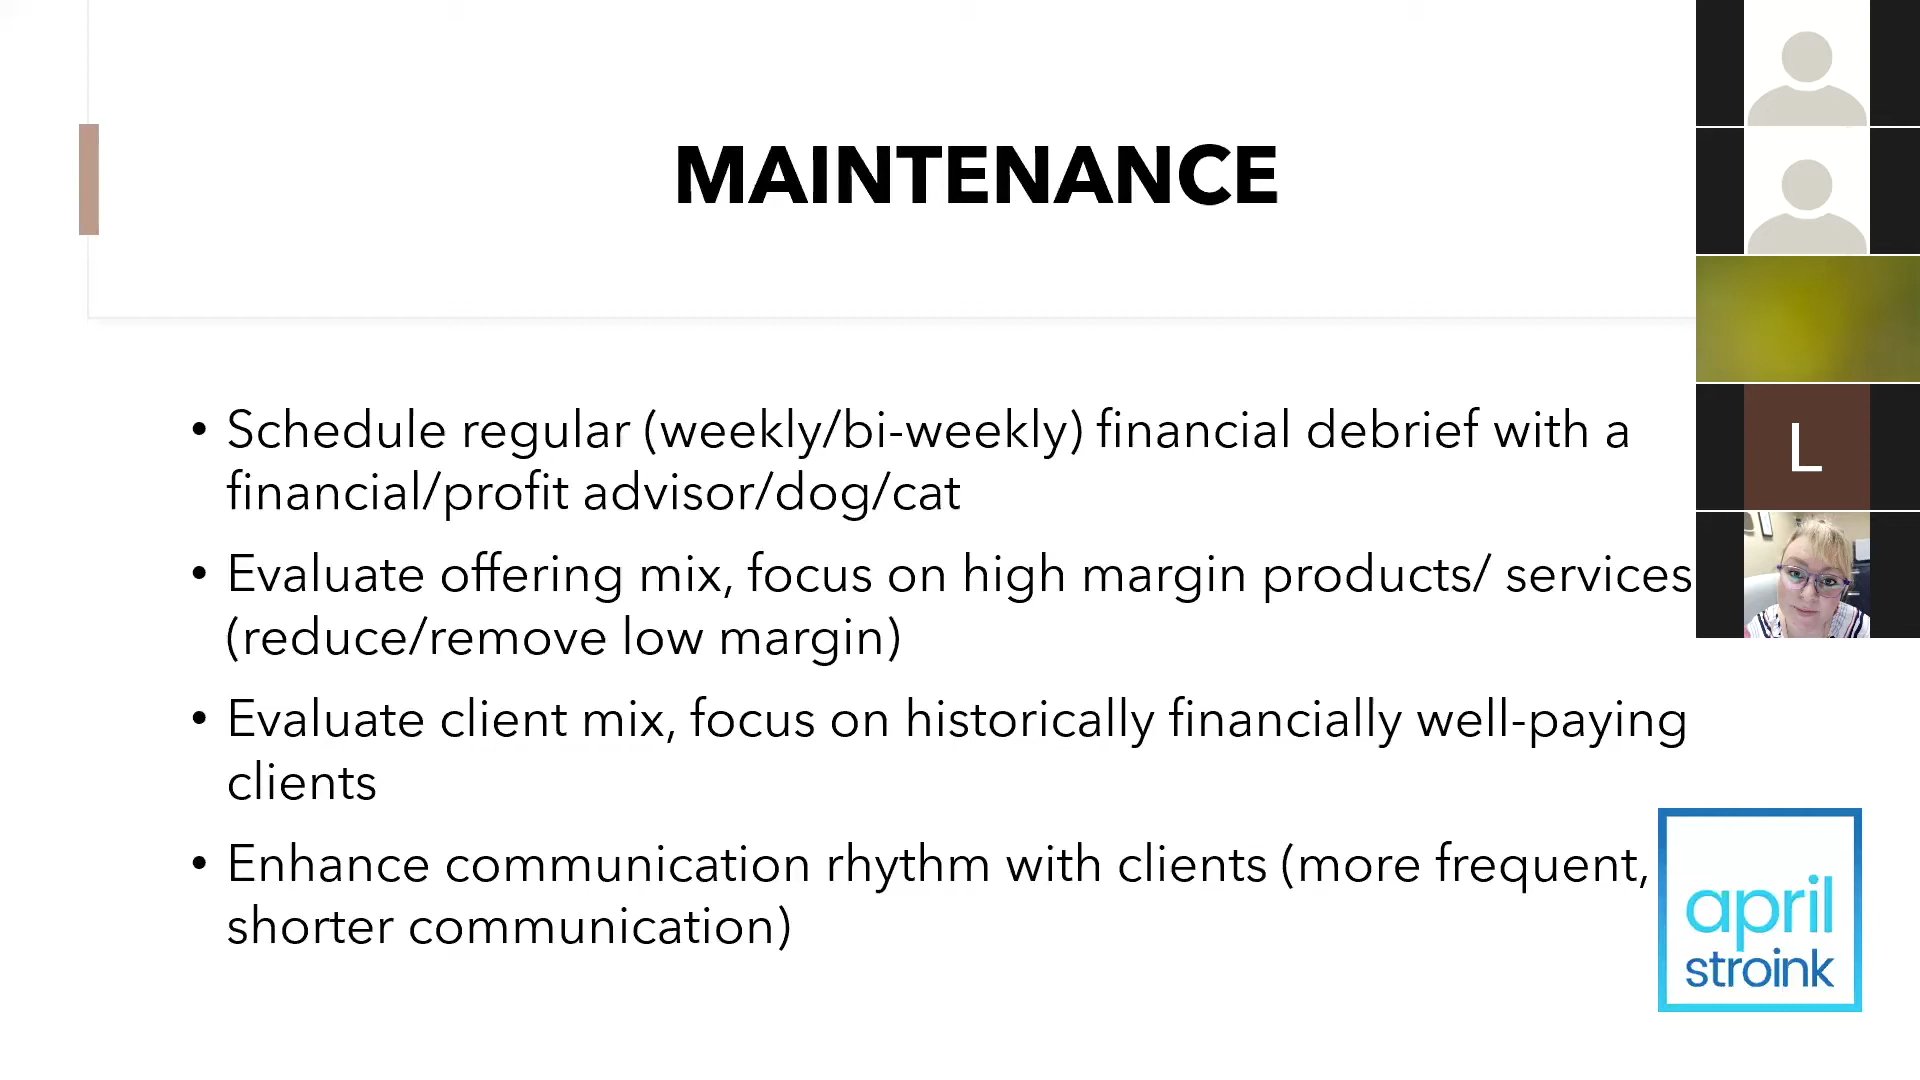 MAINTENANCE
• Schedule regular (weekly/bi-weekly) financial debrief with a
financial/profit advisor/dog/cat
• Evaluate offering mix, focus on high margin products/ services
(reduce/remove low margin)
• Evaluate client mix, focus on historically financially well-paying
clients
• Enhance communication rhythm with clients (more frequent,
shorter communication)
L
april
stroink